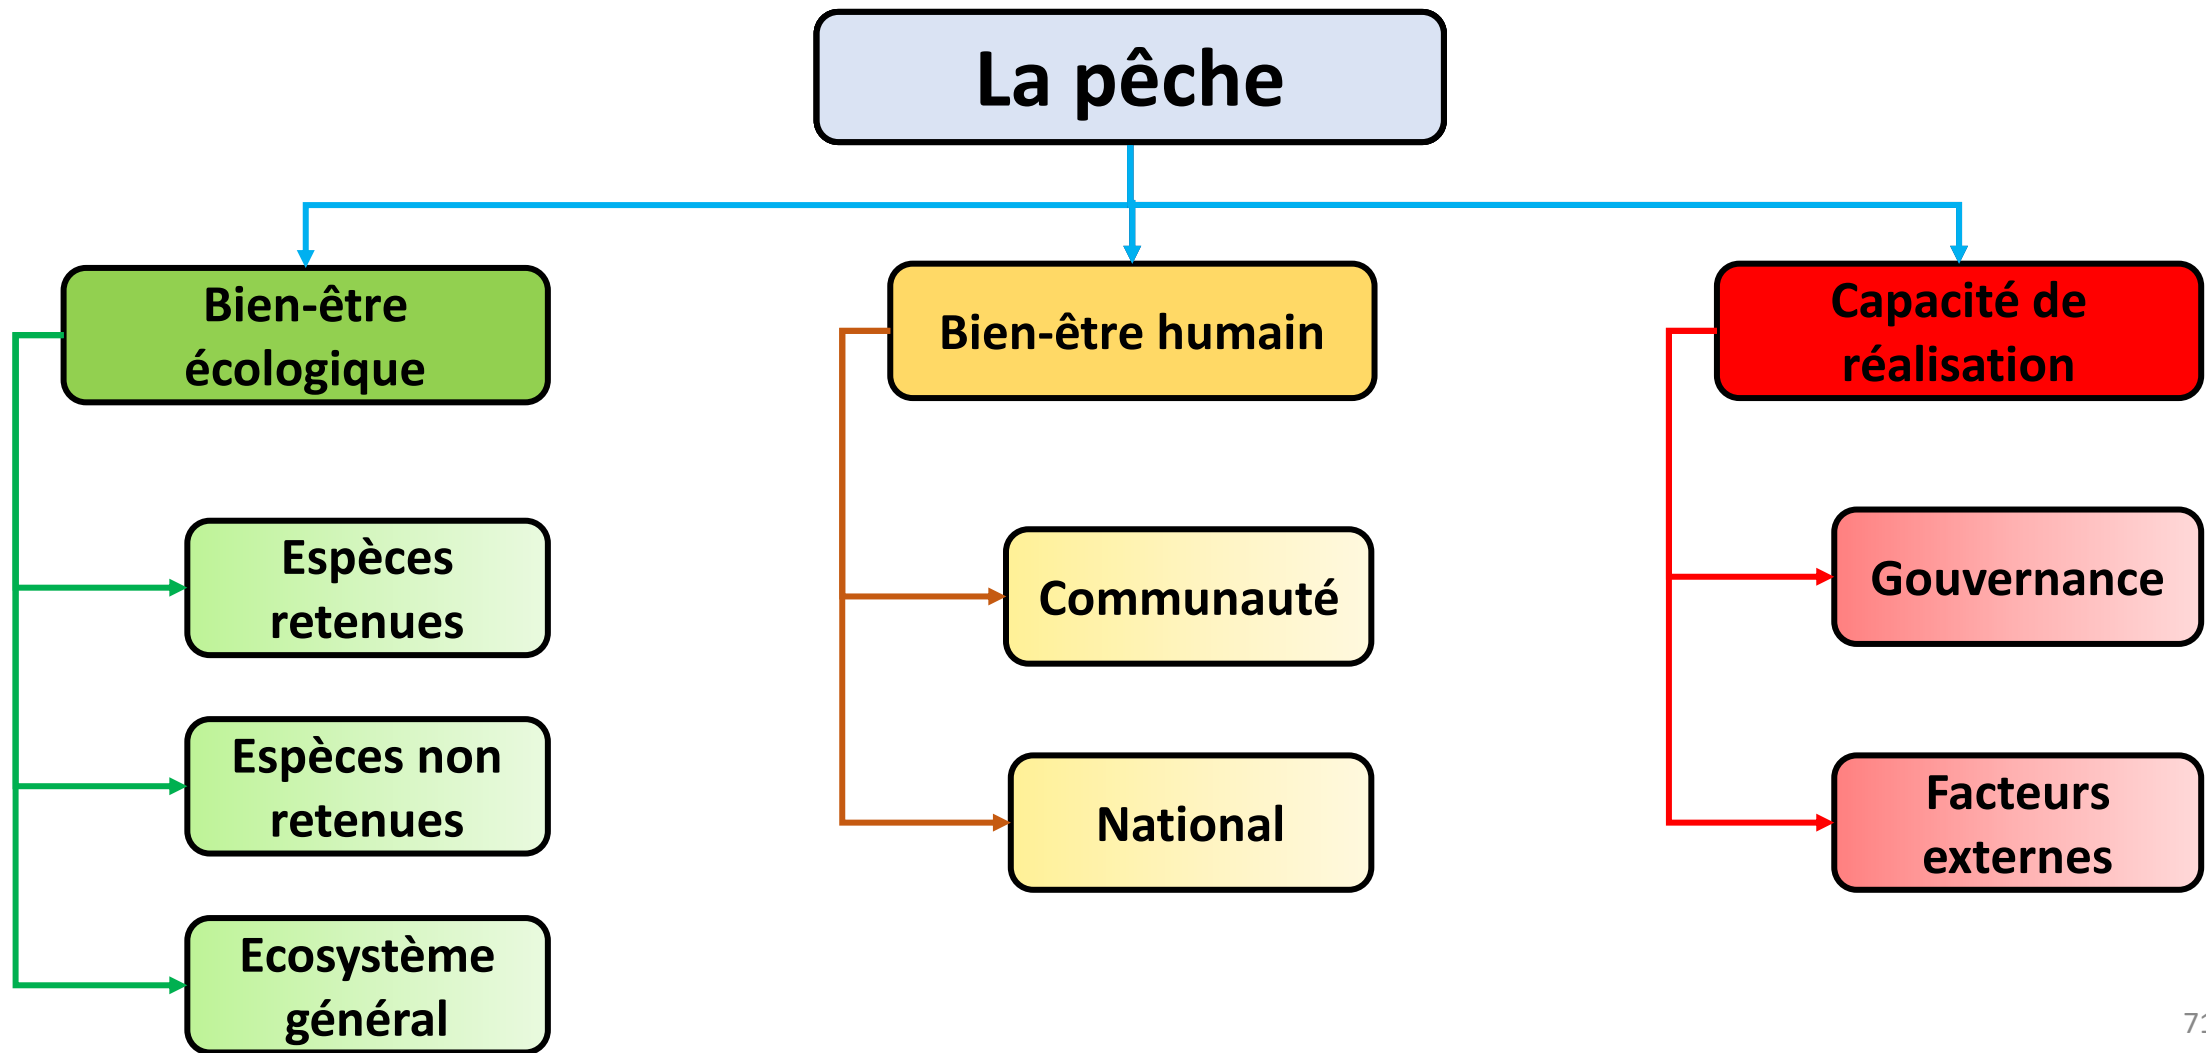 La pêche
Bien-être
écologique
Espèces
retenues
Espèces non
retenues
Ecosystème
général
Bien-être humain
Communauté
National
Capacité de
réalisation
Gouvernance
Facteurs
externes
71